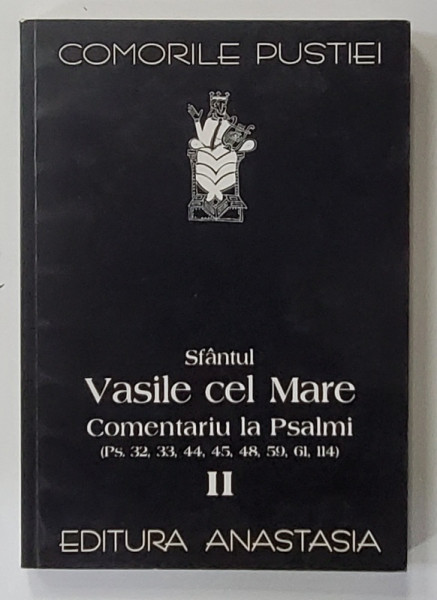 COMORILE PUSTIEI
Sfântul
Vasile cel Mare
Comentariu la Psalmi
(Ps. 32, 33, 44, 45, 48, 59, 61, 114)
II
EDITURA ANASTASIA